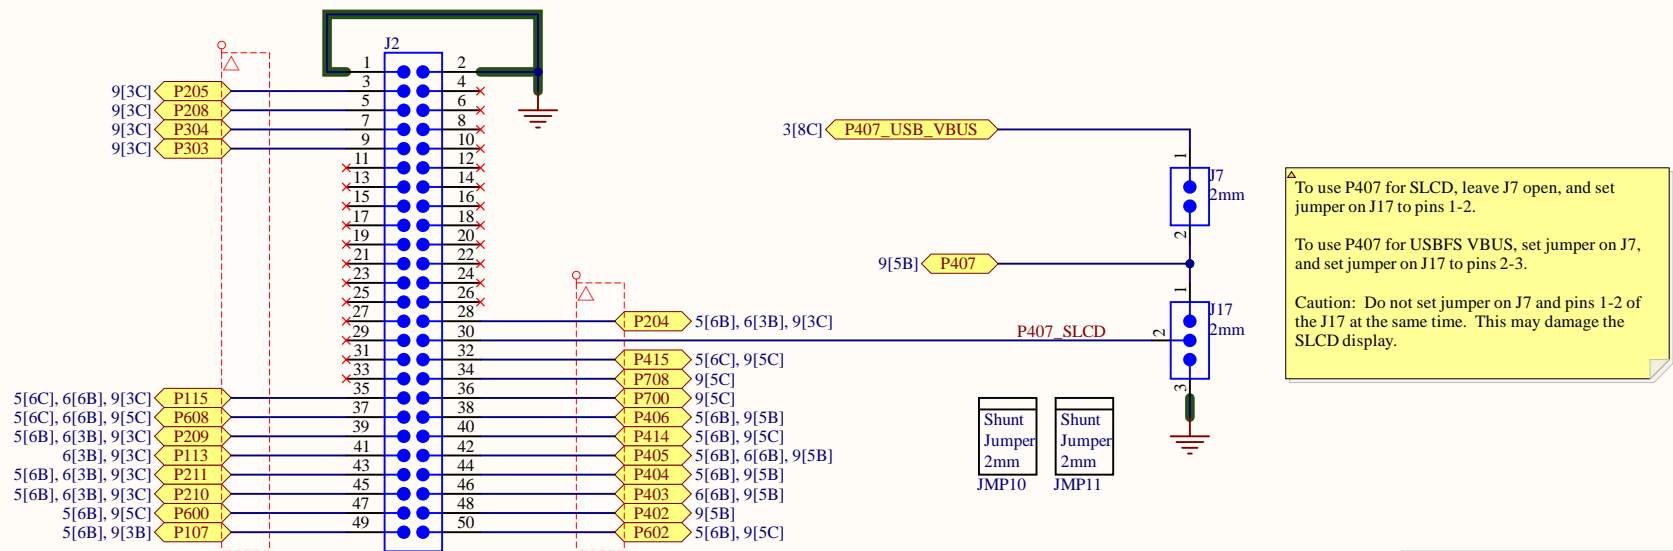 J2
1 2
3 4
9[3C] P205
5 6
9[3C] P208
7 8
9[3C] P304
9 10
9[3C] P303
11 12
13 14
15 16
17 18
19 20
21 22
23 24
25 26
27 28
P204 5[6B], 6[3B], 9[3C]
29 30
P407_SLCD
31 32
P415 5[6C], 9[5C]
33 34
P708 9[5C]
35 36
5[6C], 6[6B], 9[3C] P115
P700 9[5C]
37 38
5[6C], 6[6B], 9[5C] P608
P406 5[6B], 9[5B]
39 40
5[6B], 6[3B], 9[3C] P209
P414 5[6B], 9[5C]
41 42
6[3B], 9[3C] P113
P405 5[6B], 6[6B], 9[5B]
43 44
5[6B], 6[3B], 9[3C] P211
P404 5[6B], 9[5B]
45 46
5[6B], 6[3B], 9[3C] P210
P403 6[6B], 9[5B]
47 48
5[6B], 9[5C] P600
P402 9[5B]
49 50
5[6B], 9[3B] P107
P602 5[6B], 9[5C]
3[8C] P407_USB_VBUS
1
J7
2mm
2
9[5B] P407
1
J17
2mm
2
3
Shunt
Jumper
2mm
JMP10
Shunt
Jumper
2mm
JMP11
To use P407 for SLCD, leave J7 open, and set
jumper on J17 to pins 1-2.
To use P407 for USBFS VBUS, set jumper on J7,
and set jumper on J17 to pins 2-3.
Caution: Do not set jumper on J7 and pins 1-2 of
the J17 at the same time. This may damage the
SLCD display.